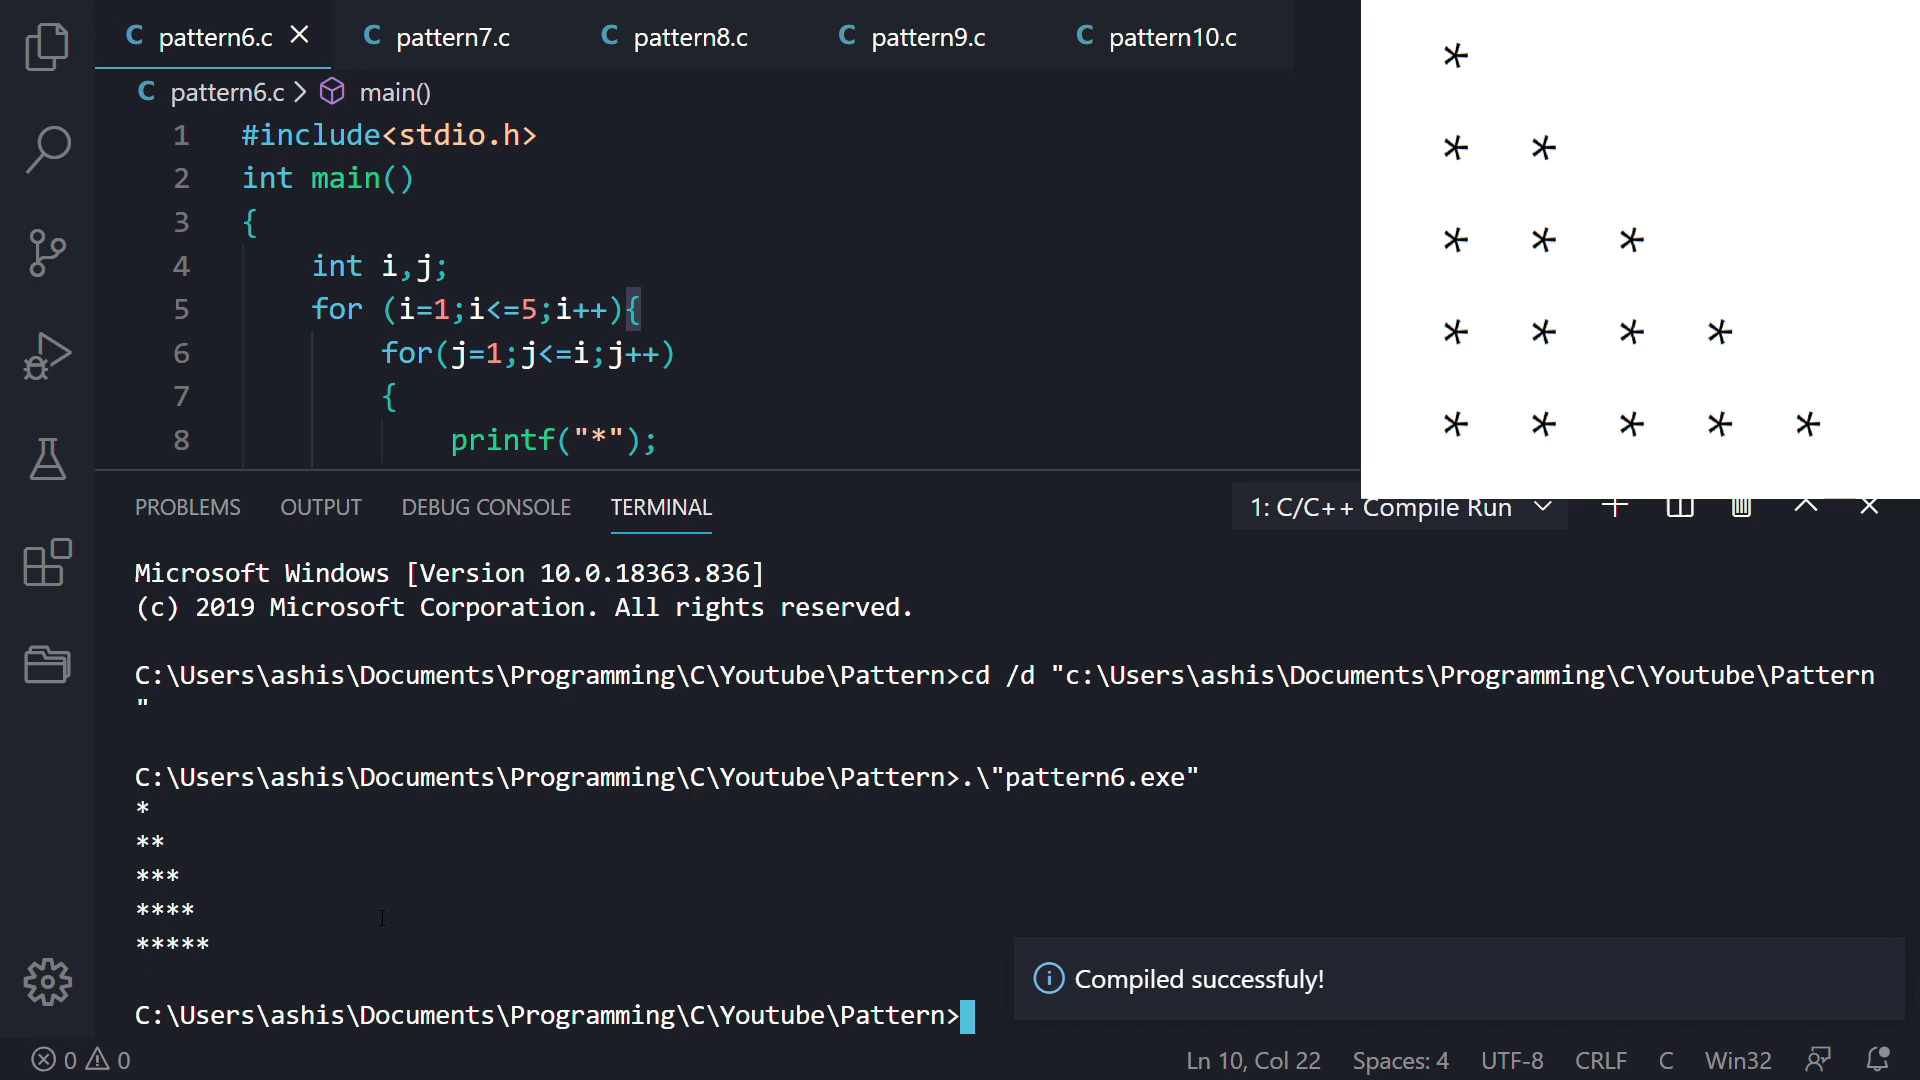 C pattern6.c × C pattern7.c C pattern8.c C pattern9.c C pattern10.c
C pattern6.c > main()
1 #include<stdio.h>
2 int main()
3 {
4     int i,j;
5     for (i=1;i<=5;i++){
6         for(j=1;j<=i;j++)
7         {
8             printf("*");
*
* *
* * *
* * * *
* * * * *
PROBLEMS OUTPUT DEBUG CONSOLE TERMINAL 1: C/C++ Compile Run
Microsoft Windows [Version 10.0.18363.836]
(c) 2019 Microsoft Corporation. All rights reserved.
C:\Users\ashis\Documents\Programming\C\Youtube\Pattern>cd /d "c:\Users\ashis\Documents\Programming\C\Youtube\Pattern
"
C:\Users\ashis\Documents\Programming\C\Youtube\Pattern>.\"pattern6.exe"
*
**
***
****
*****
C:\Users\ashis\Documents\Programming\C\Youtube\Pattern>
Compiled successfuly!
0 0 Ln 10, Col 22 Spaces: 4 UTF-8 CRLF C Win32